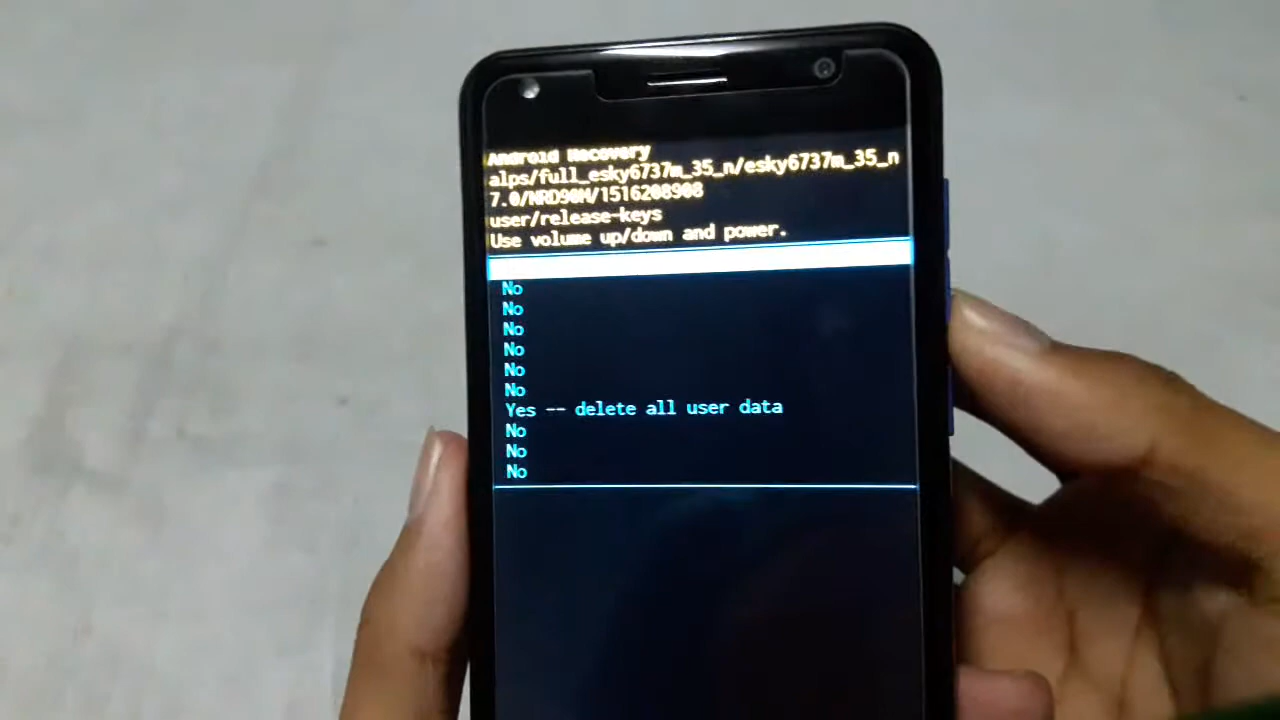 Android Recovery
alps/full_esky6737m_35_n/esky6737m_35_n
7.0/NRD90M/1516208908
user/release-keys
Use volume up/down and power.
No
No
No
No
No
No
Yes -- delete all user data
No
No
No